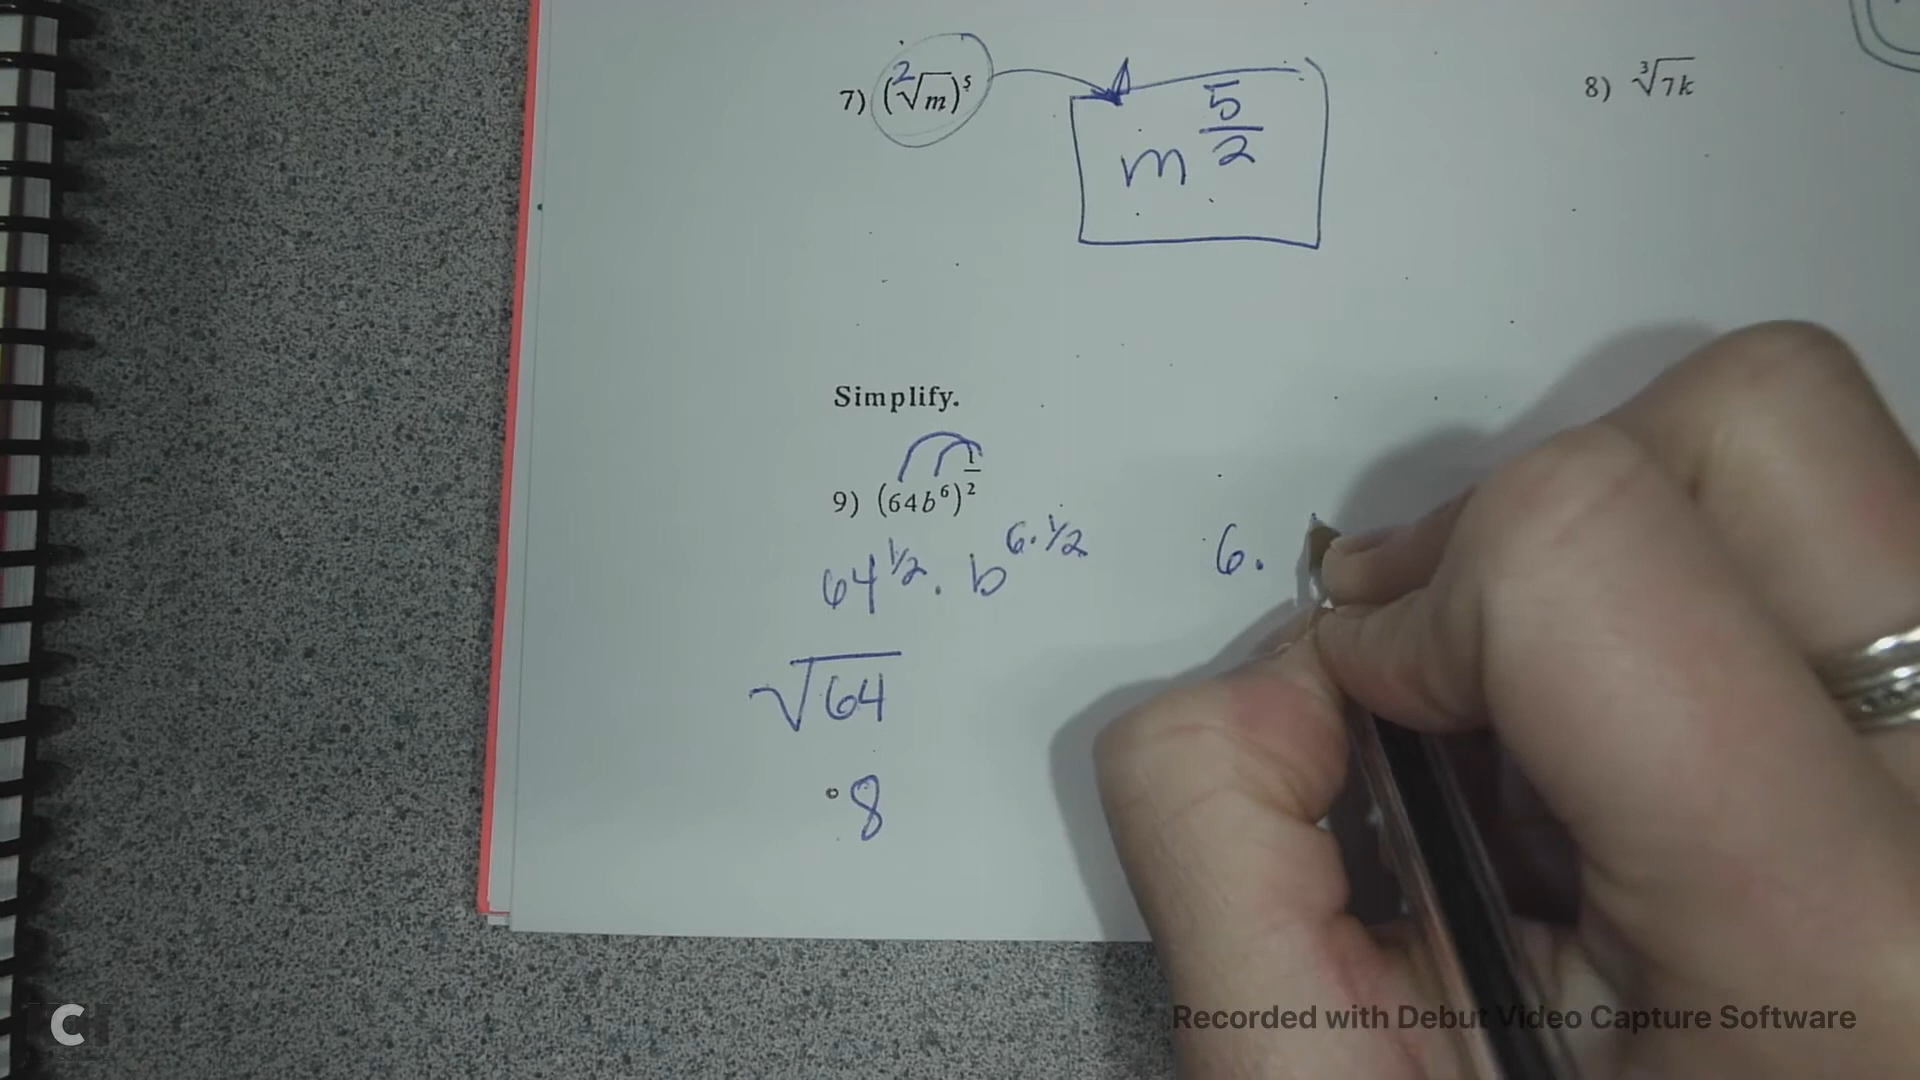 7) (²√m)⁵
m^5/2
8) ³√7k
Simplify.
9) (64b⁶)^1/2
64^1/2 · b^6·1/2
6·
√64
8
C
Recorded with Debut Video Capture Software